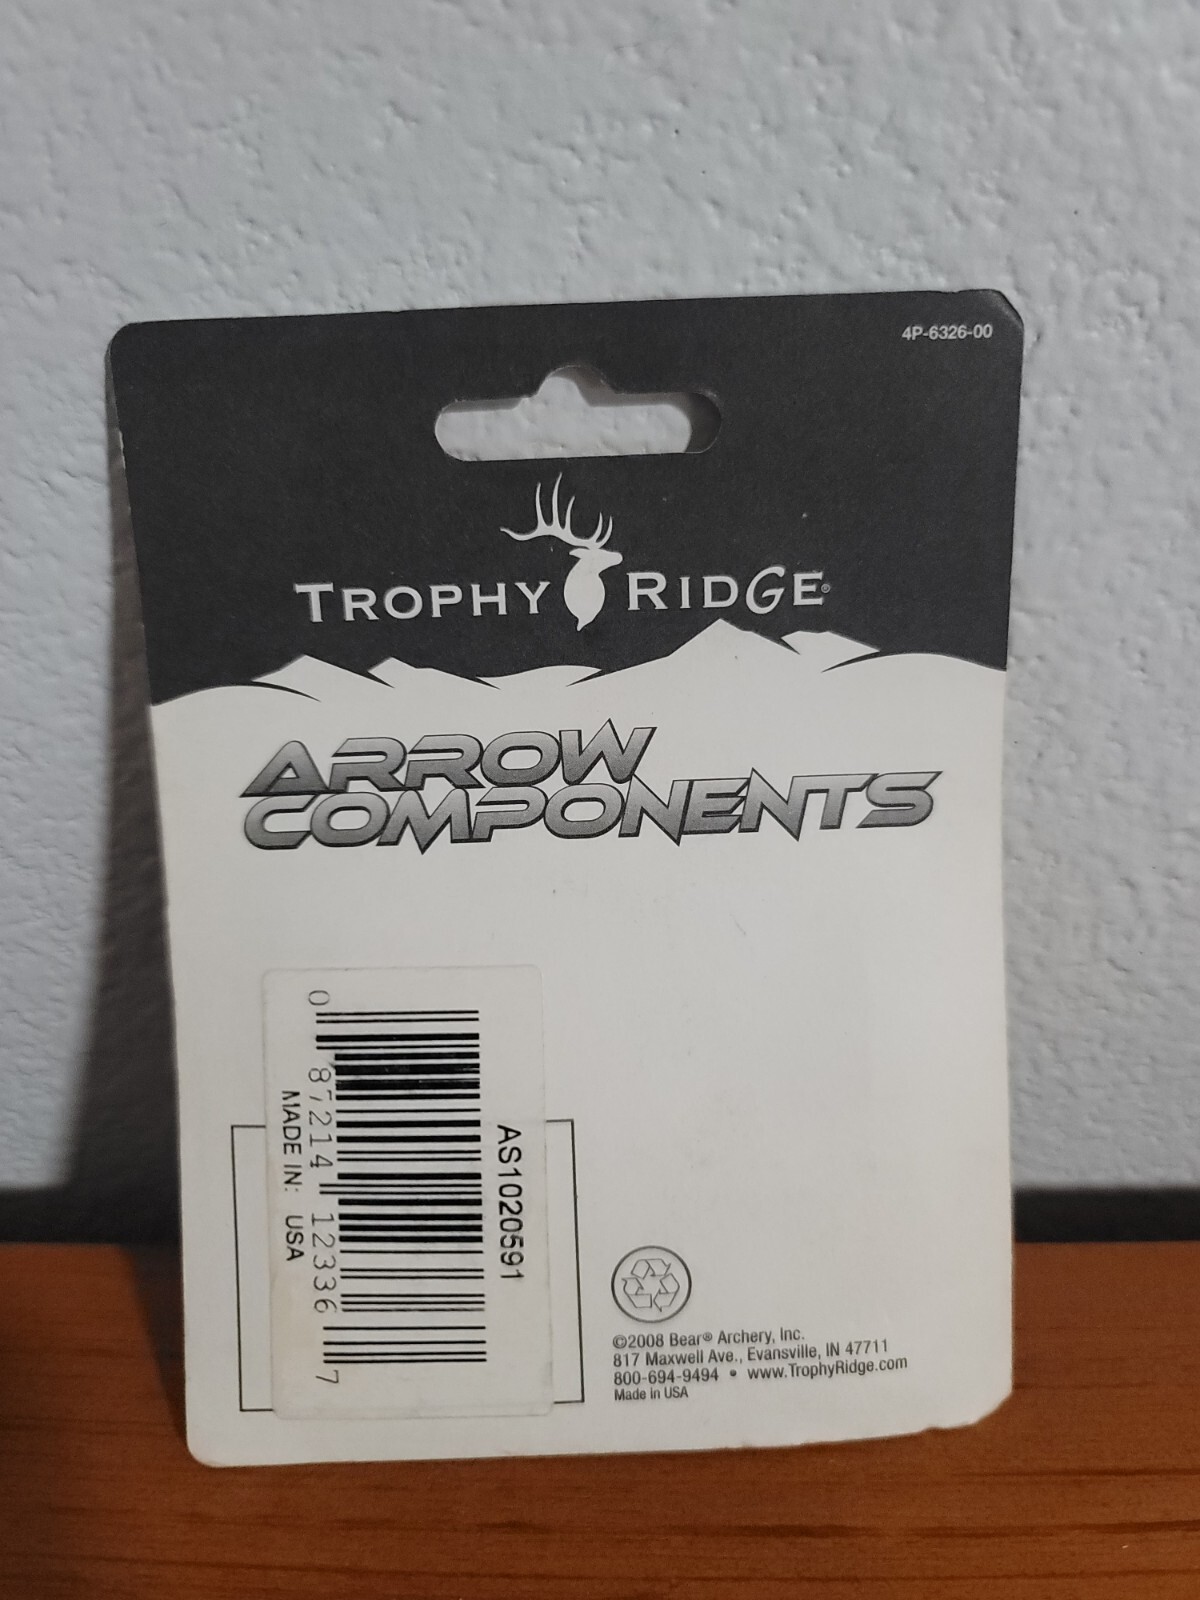 4P-6326-00
TROPHY RIDGE®
ARROW
COMPONENTS
AS1020591
0 87214 12336 7
MADE IN: USA
©2008 Bear® Archery, Inc.
817 Maxwell Ave., Evansville, IN 47711
800-694-9494 • www.TrophyRidge.com
Made in USA